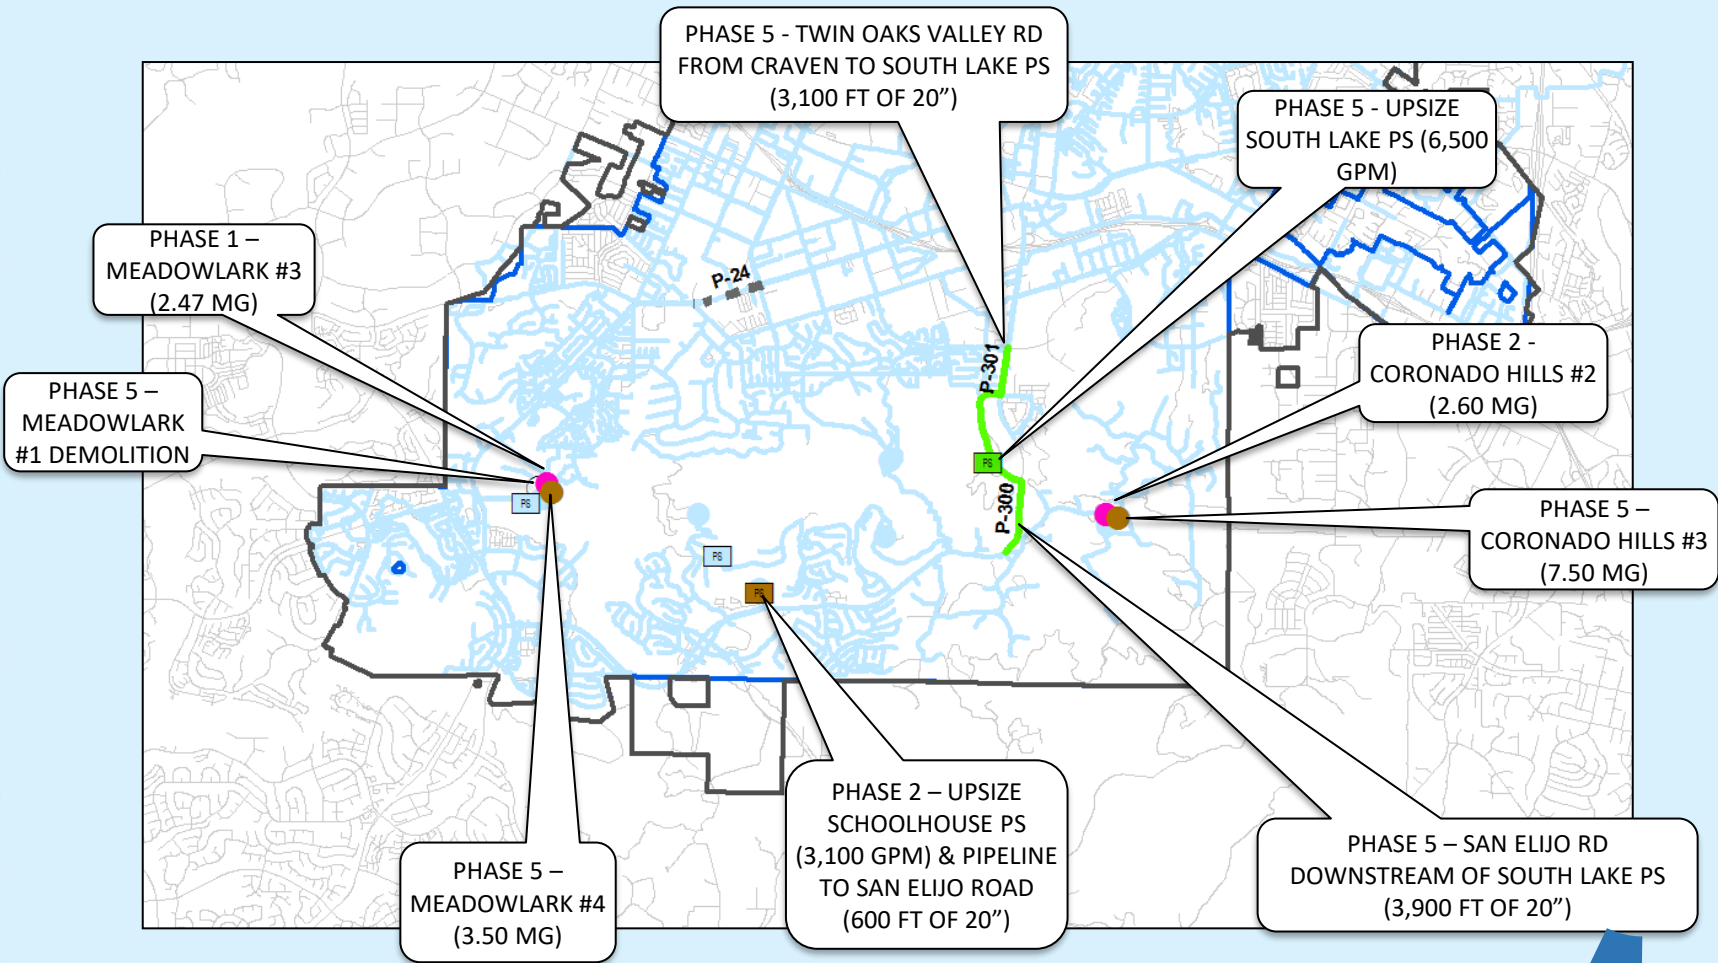 PHASE 5 - TWIN OAKS VALLEY RD
FROM CRAVEN TO SOUTH LAKE PS
(3,100 FT OF 20”)
PHASE 5 - UPSIZE
SOUTH LAKE PS (6,500
GPM)
PHASE 1 –
MEADOWLARK #3
(2.47 MG)
P-24
PHASE 2 -
CORONADO HILLS #2
(2.60 MG)
P-301
PHASE 5 –
MEADOWLARK
#1 DEMOLITION
PS
PS
P-300
PHASE 5 –
CORONADO HILLS #3
(7.50 MG)
PS
PS
PHASE 2 – UPSIZE
SCHOOLHOUSE PS
(3,100 GPM) & PIPELINE
TO SAN ELIJO ROAD
(600 FT OF 20”)
PHASE 5 –
MEADOWLARK #4
(3.50 MG)
PHASE 5 – SAN ELIJO RD
DOWNSTREAM OF SOUTH LAKE PS
(3,900 FT OF 20”)